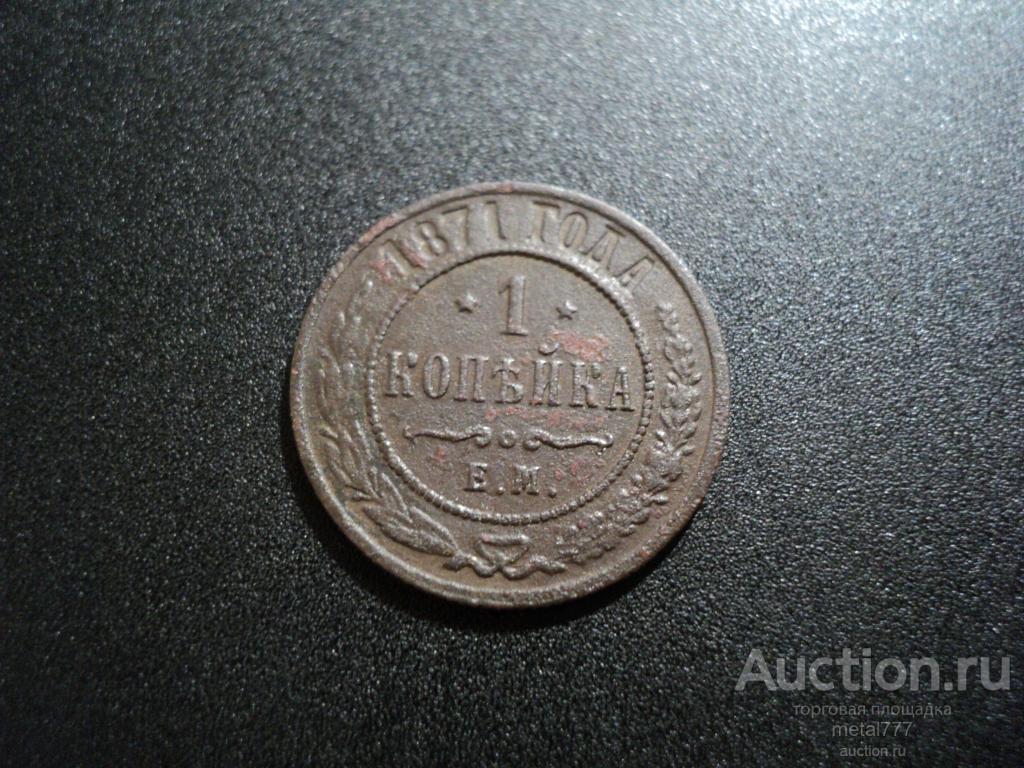 1871 ГОДА
* 1 *
КОПѢЙКА
Е.М.
Auction.ru
торговая площадка
metal777
auction.ru